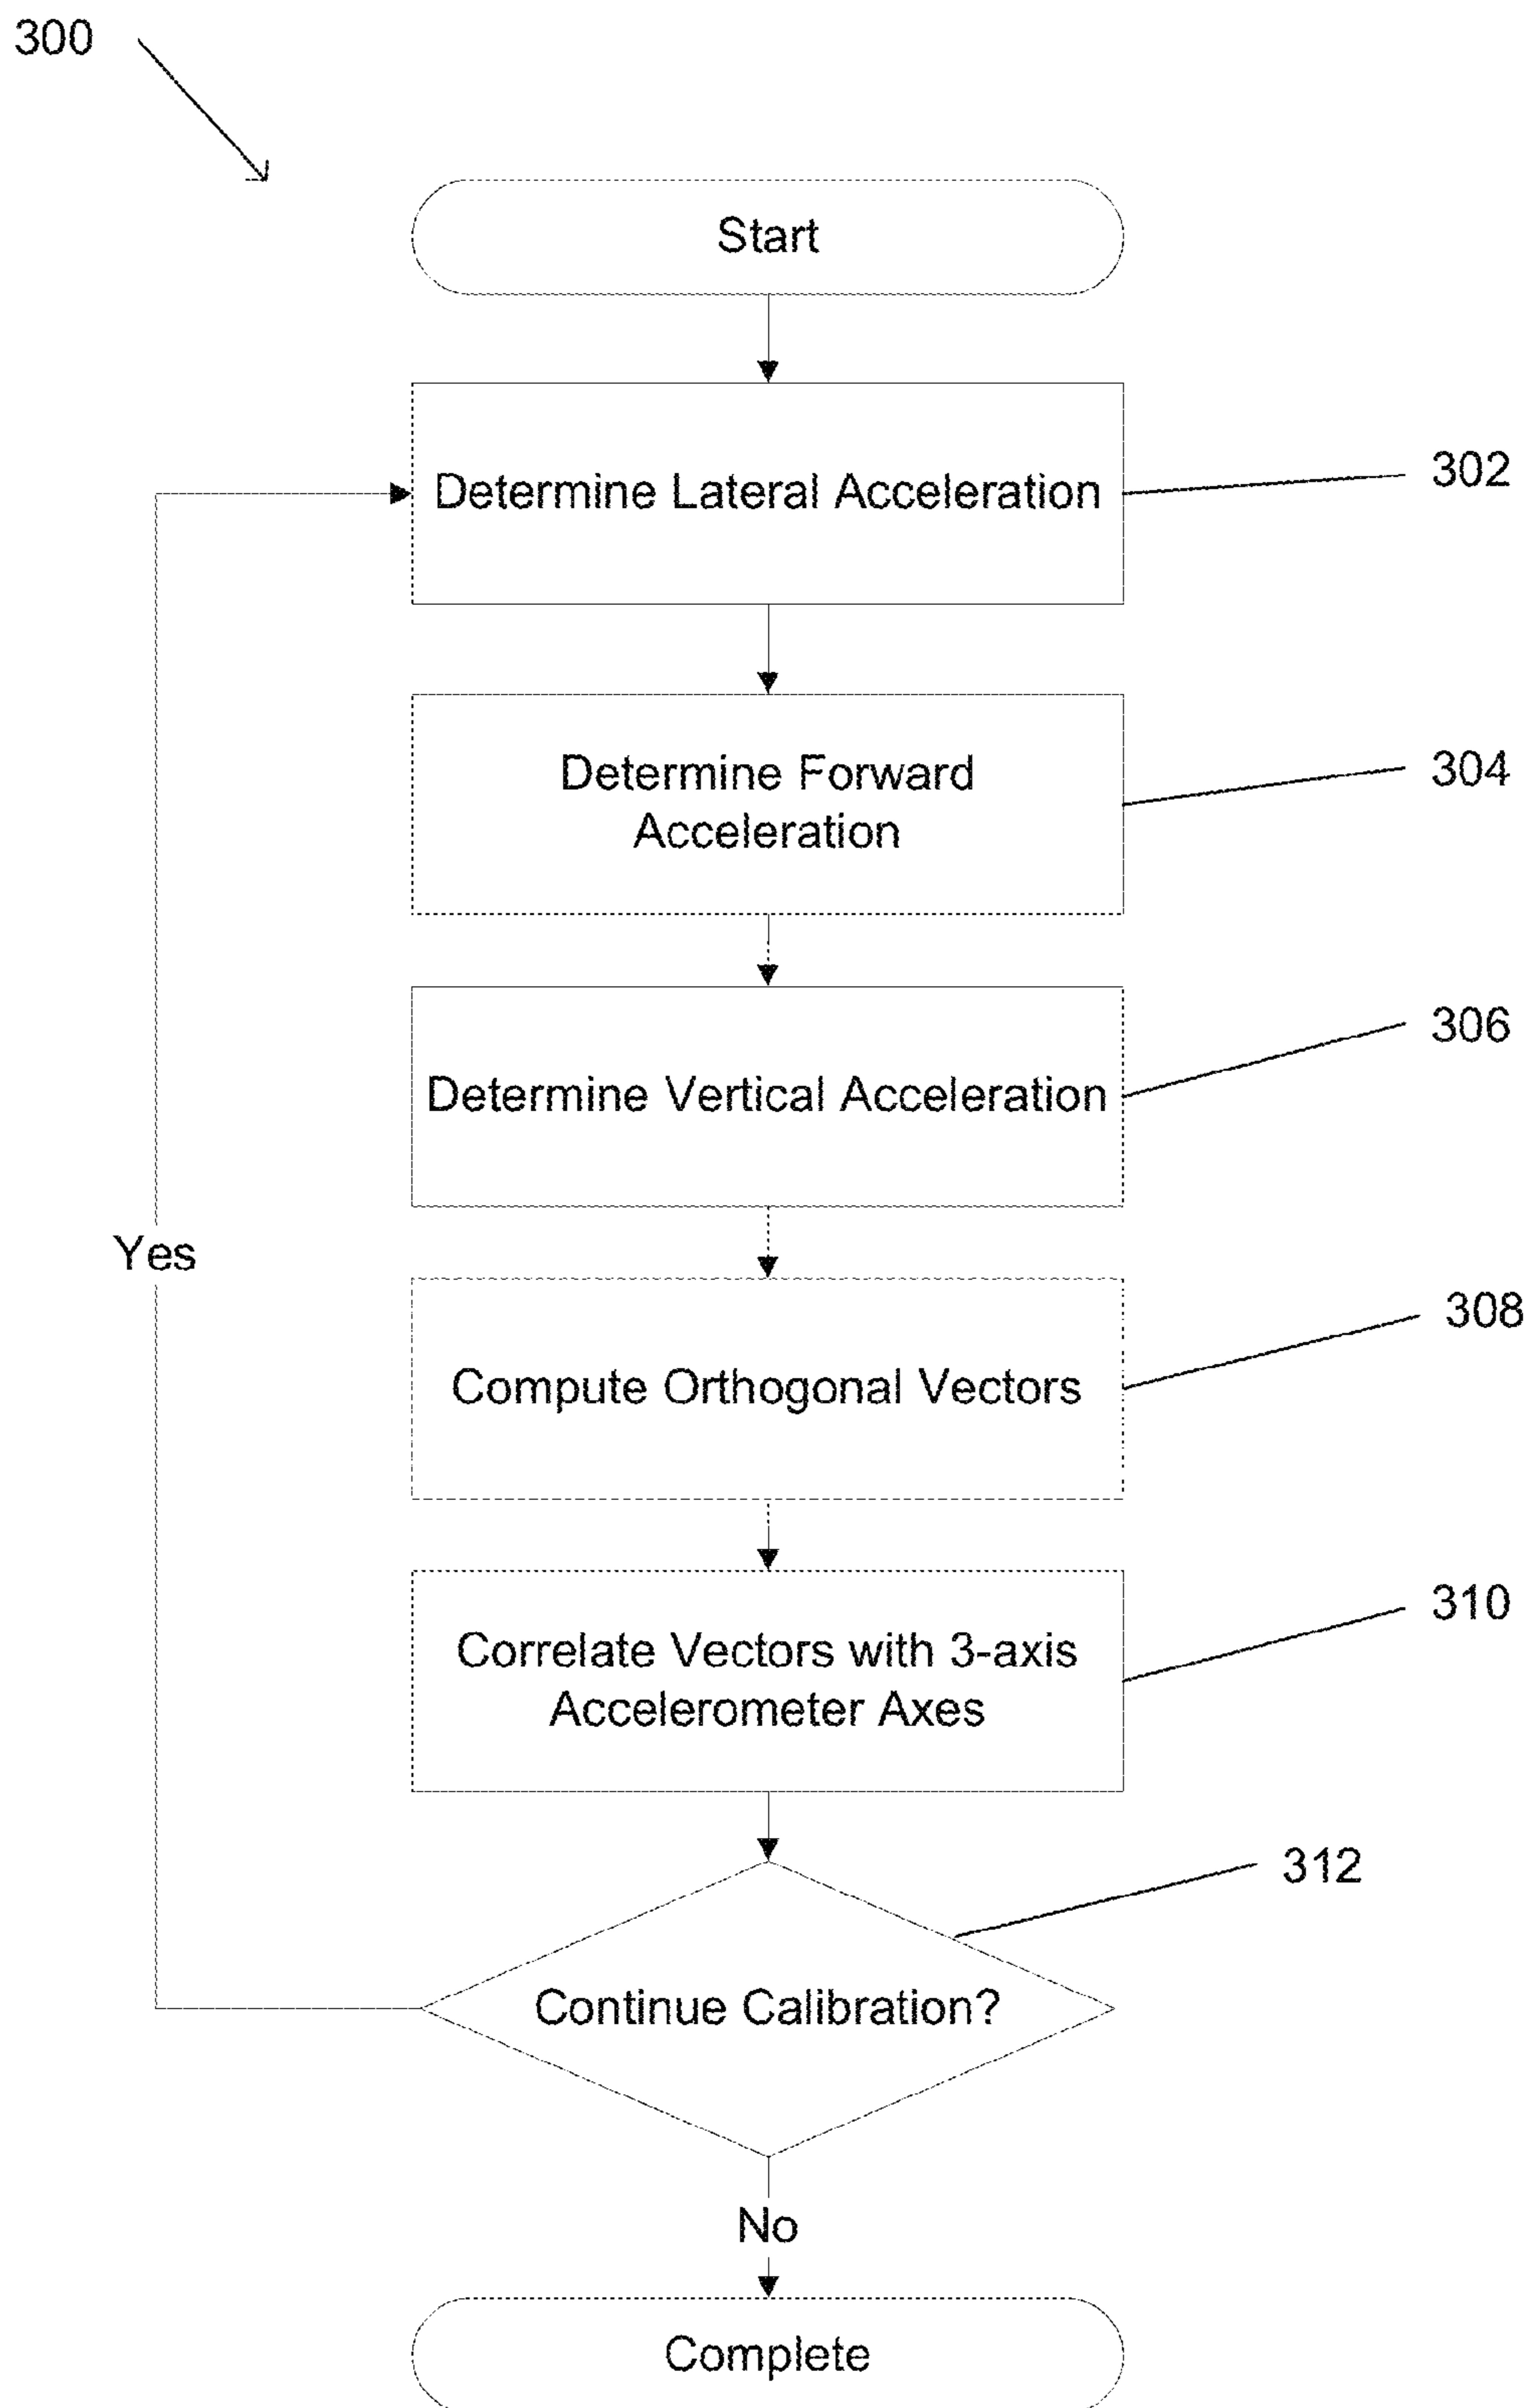 300
Start
Determine Lateral Acceleration
302
Determine Forward
Acceleration
304
Determine Vertical Acceleration
306
Yes
Compute Orthogonal Vectors
308
Correlate Vectors with 3-axis
Accelerometer Axes
310
312
Continue Calibration?
No
Complete